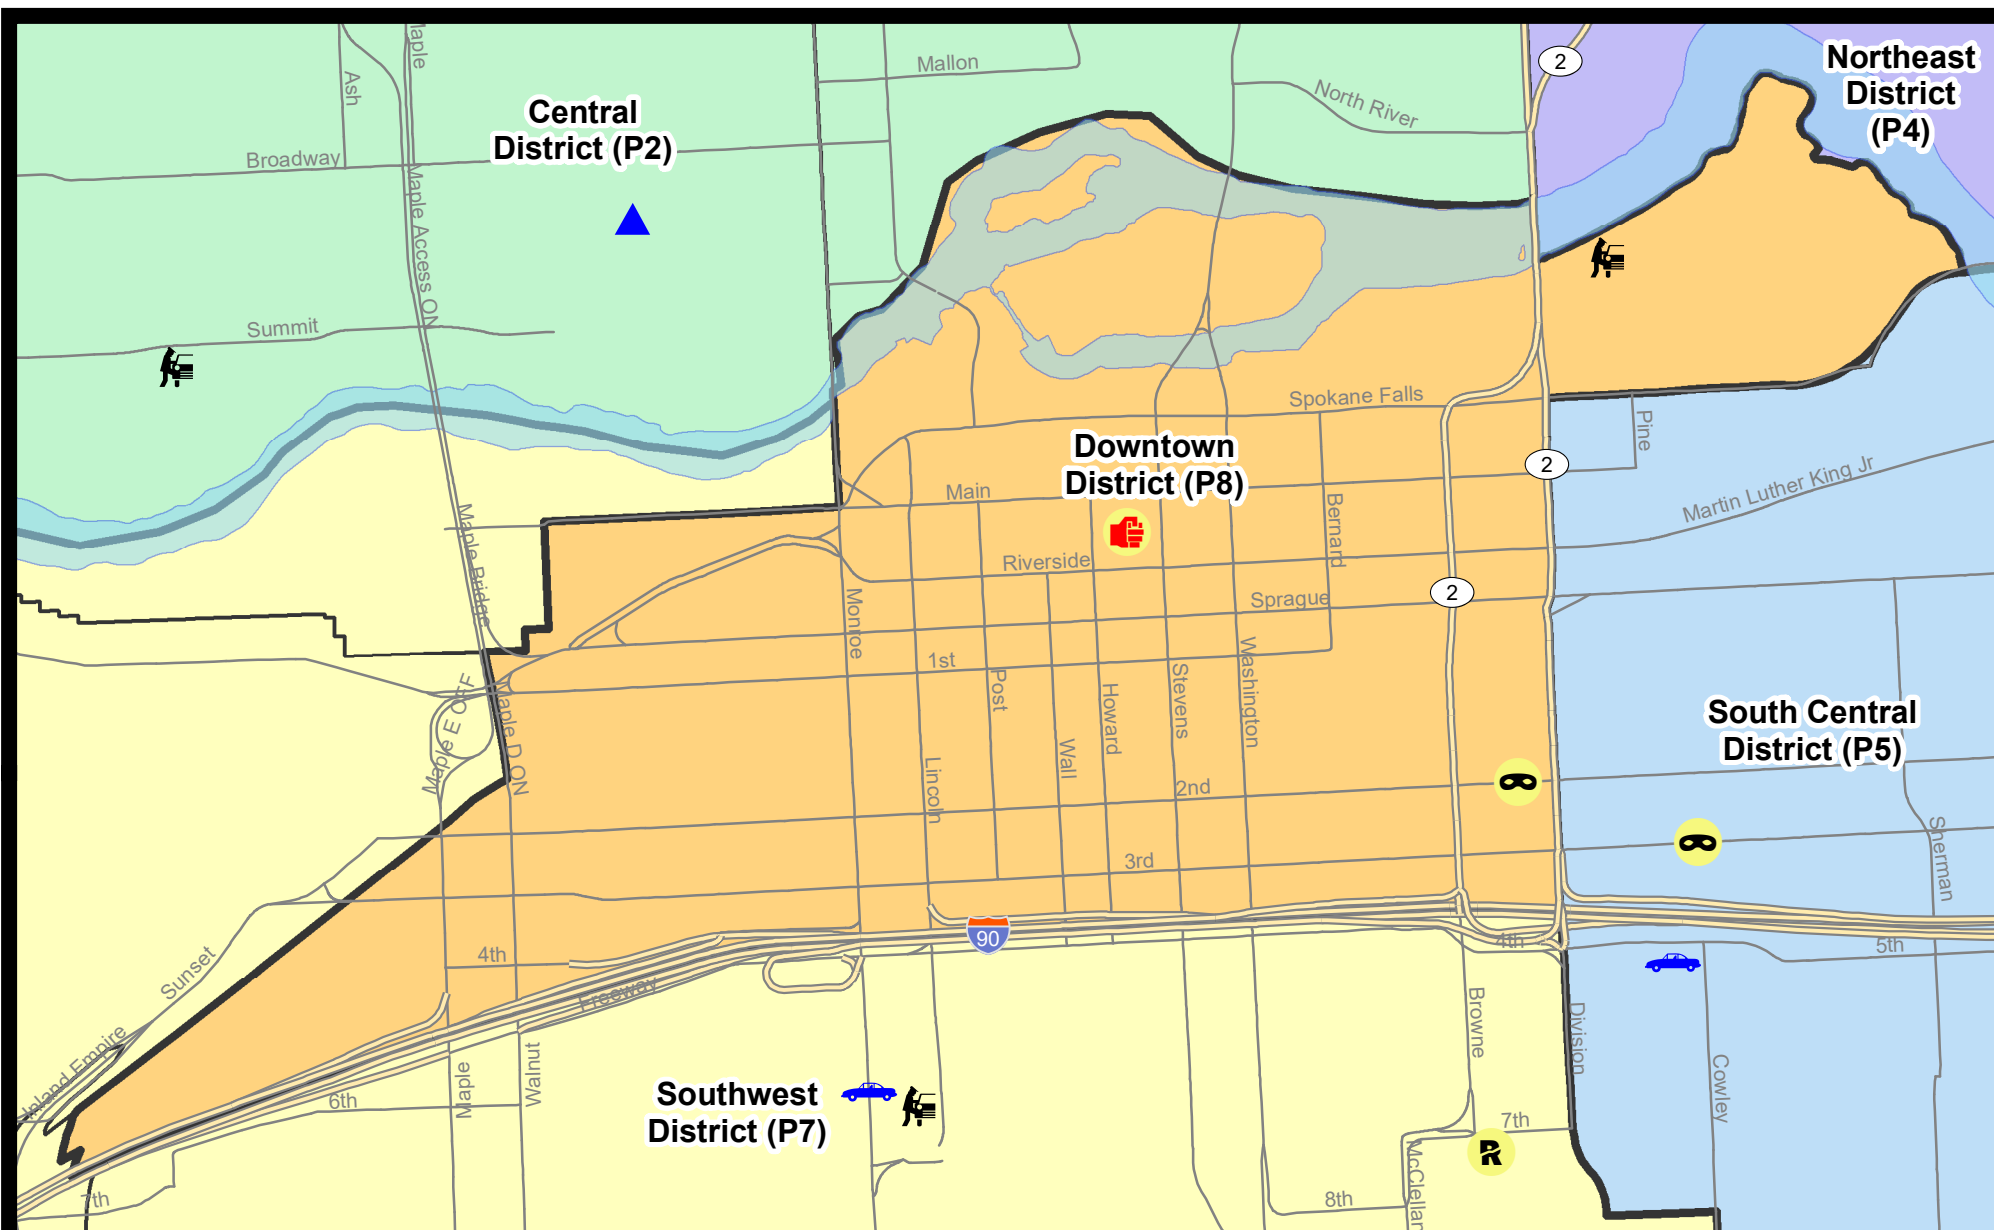 Maple
Ash
Mallon
2
Northeast
District
(P4)
North River
Central
District (P2)
Broadway
Maple Access ON
Summit
Spokane Falls
Pine
Downtown
District (P8)
2
Main
Martin Luther King Jr
Bernard
Maple Bridge
Riverside
Monroe
Sprague
2
1st
Washington
Post
Stevens
Howard
Maple E OFF
Maple D ON
South Central
District (P5)
Wall
Lincoln
2nd
Sherman
3rd
90
4th
4th
5th
Sunset
Freeway
Browne
Division
Inland Empire
Walnut
Maple
Cowley
Southwest
District (P7)
6th
7th
R
McClellan
7th
8th